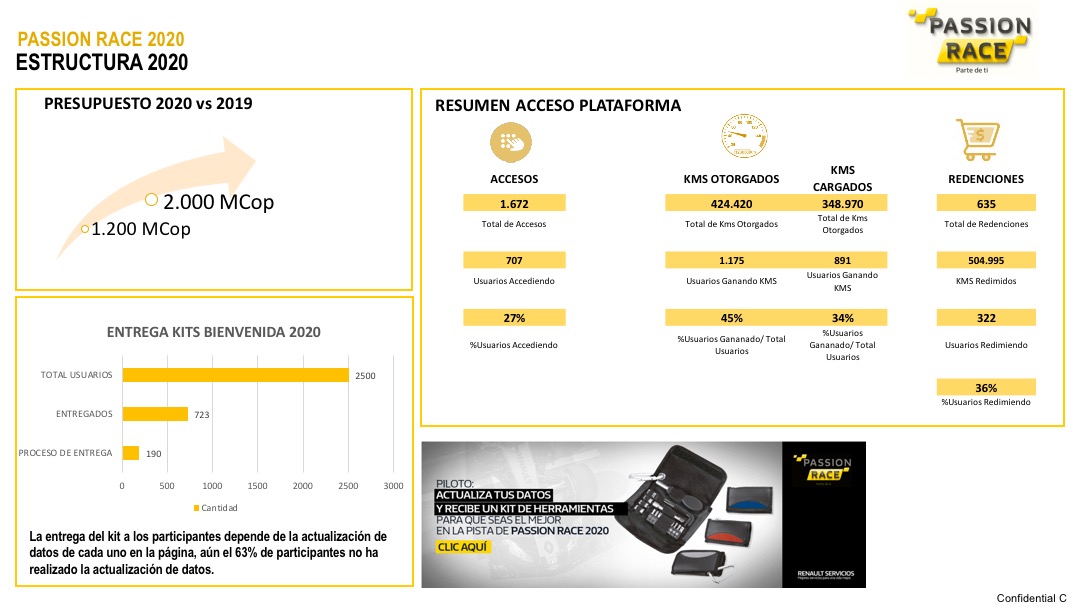 PASSION RACE 2020
ESTRUCTURA 2020
PASSION
RACE
Parte de ti
PRESUPUESTO 2020 vs 2019
2.000 MCop
1.200 MCop
ENTREGA KITS BIENVENIDA 2020
TOTAL USUARIOS
2500
ENTREGADOS
723
PROCESO DE ENTREGA
190
0 500 1000 1500 2000 2500 3000
Cantidad
La entrega del kit a los participantes depende de la actualización de
datos de cada uno en la página, aún el 63% de participantes no ha
realizado la actualización de datos.
RESUMEN ACCESO PLATAFORMA
ACCESOS
1.672
Total de Accesos
707
Usuarios Accediendo
27%
%Usuarios Accediendo
KMS OTORGADOS
424.420
Total de Kms Otorgados
1.175
Usuarios Ganando KMS
45%
%Usuarios Gananado/ Total
Usuarios
KMS
CARGADOS
348.970
Total de Kms
Otorgados
891
Usuarios Ganando
KMS
34%
%Usuarios
Gananado/ Total
Usuarios
REDENCIONES
635
Total de Redenciones
504.995
KMS Redimidos
322
Usuarios Redimiendo
36%
%Usuarios Redimiendo
PILOTO:
ACTUALIZA TUS DATOS
Y RECIBE UN KIT DE HERRAMIENTAS
PARA QUE SEAS EL MEJOR
EN LA PISTA DE PASSION RACE 2020
CLIC AQUÍ
PASSION
RACE
RENAULT SERVICIOS
Confidential C